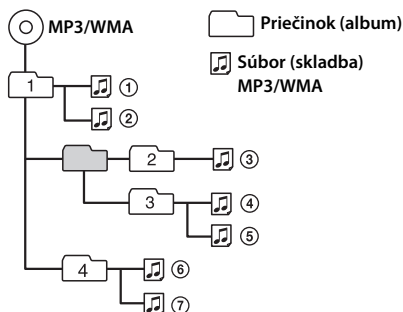 MP3/WMA
Priečinok (album)
Súbor (skladba)
MP3/WMA
1
①
②
2
③
3
④
⑤
4
⑥
⑦